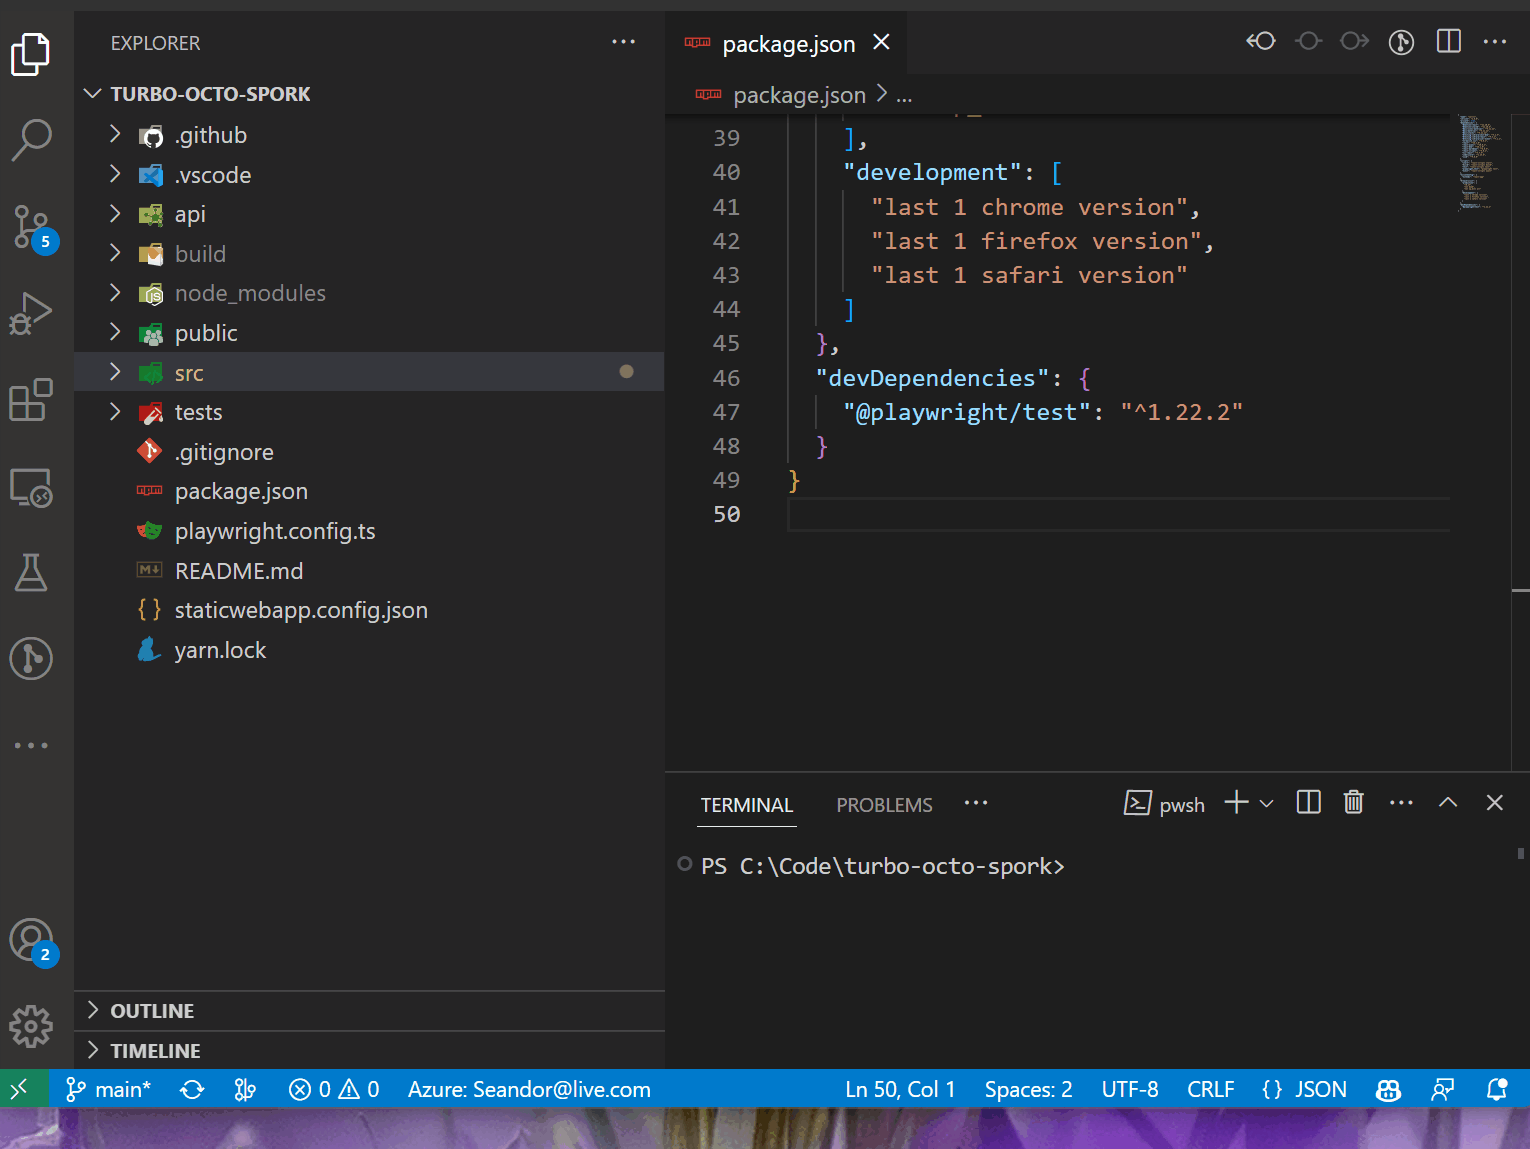 EXPLORER
TURBO-OCTO-SPORK
.github
.vscode
api
build
node_modules
public
src
tests
.gitignore
package.json
playwright.config.ts
README.md
staticwebapp.config.json
yarn.lock
OUTLINE
TIMELINE
5
2
package.json
package.json > ...
39 ],
40 "development": [
41 "last 1 chrome version",
42 "last 1 firefox version",
43 "last 1 safari version"
44 ]
45 },
46 "devDependencies": {
47 "@playwright/test": "^1.22.2"
48 }
49 }
50
TERMINAL PROBLEMS pwsh
PS C:\Code\turbo-octo-spork>
main* 0 0 Azure: Seandor@live.com Ln 50, Col 1 Spaces: 2 UTF-8 CRLF {} JSON